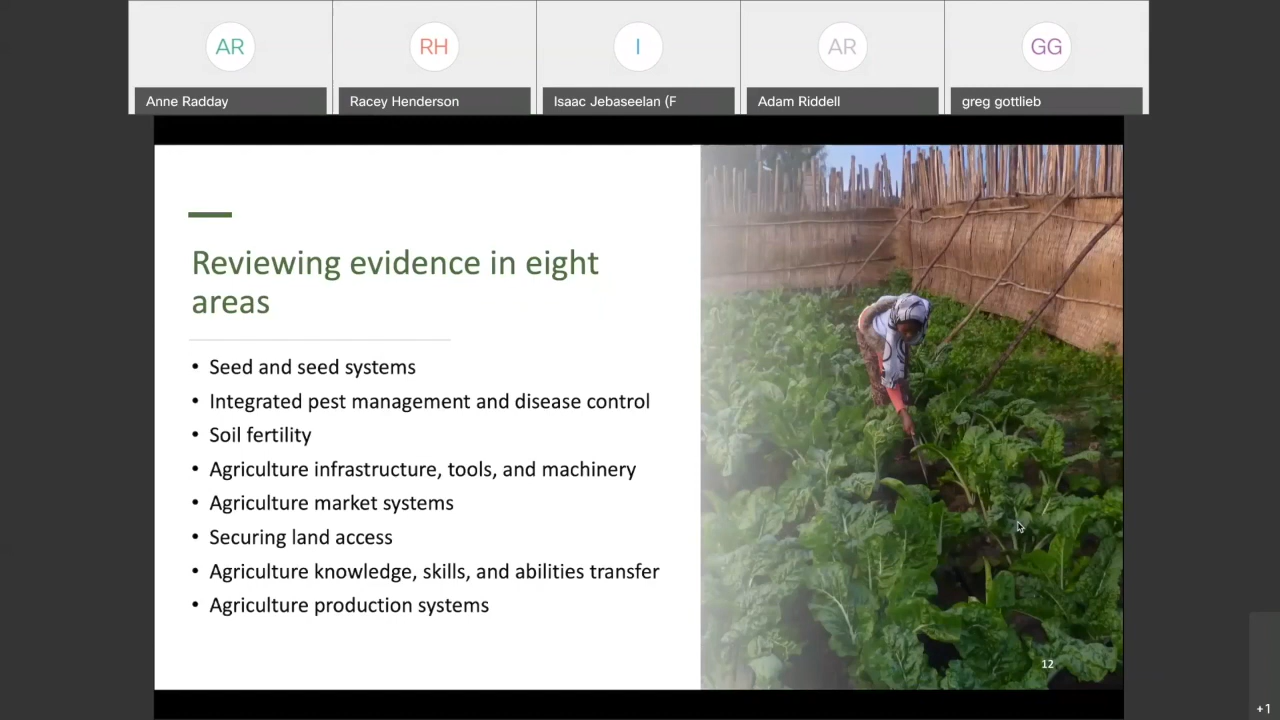 AR
RH
I
AR
GG
Anne Radday
Racey Henderson
Isaac Jebaseelan (F
Adam Riddell
greg gottlieb
Reviewing evidence in eight
areas
• Seed and seed systems
• Integrated pest management and disease control
• Soil fertility
• Agriculture infrastructure, tools, and machinery
• Agriculture market systems
• Securing land access
• Agriculture knowledge, skills, and abilities transfer
• Agriculture production systems
12
+1